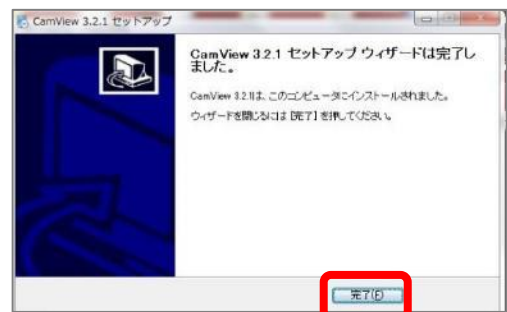 CamView 3.2.1 セットアップ
CamView 3.2.1 セットアップ ウィザードは完了し
ました。
CamView 3.2.1は、このコンピュータにインストールされました。
ウィザードを閉じるには [完了] を押してください。
完了(F)